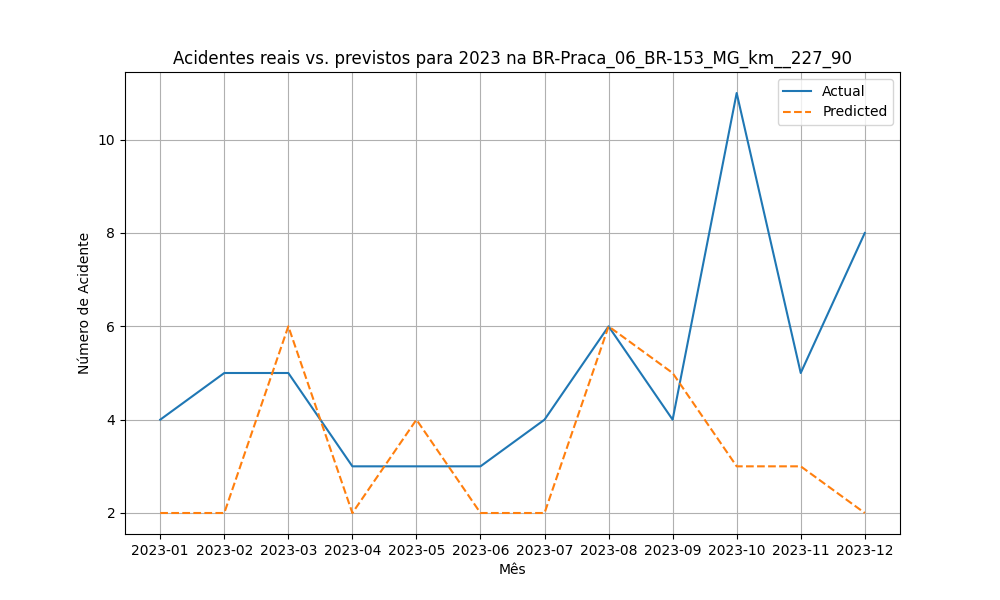 Acidentes reais vs. previstos para 2023 na BR-Praca_06_BR-153_MG_km__227_90
Actual
Predicted
10
8
6
4
2
Número de Acidente
2023-01 2023-02 2023-03 2023-04 2023-05 2023-06 2023-07 2023-08 2023-09 2023-10 2023-11 2023-12
Mês